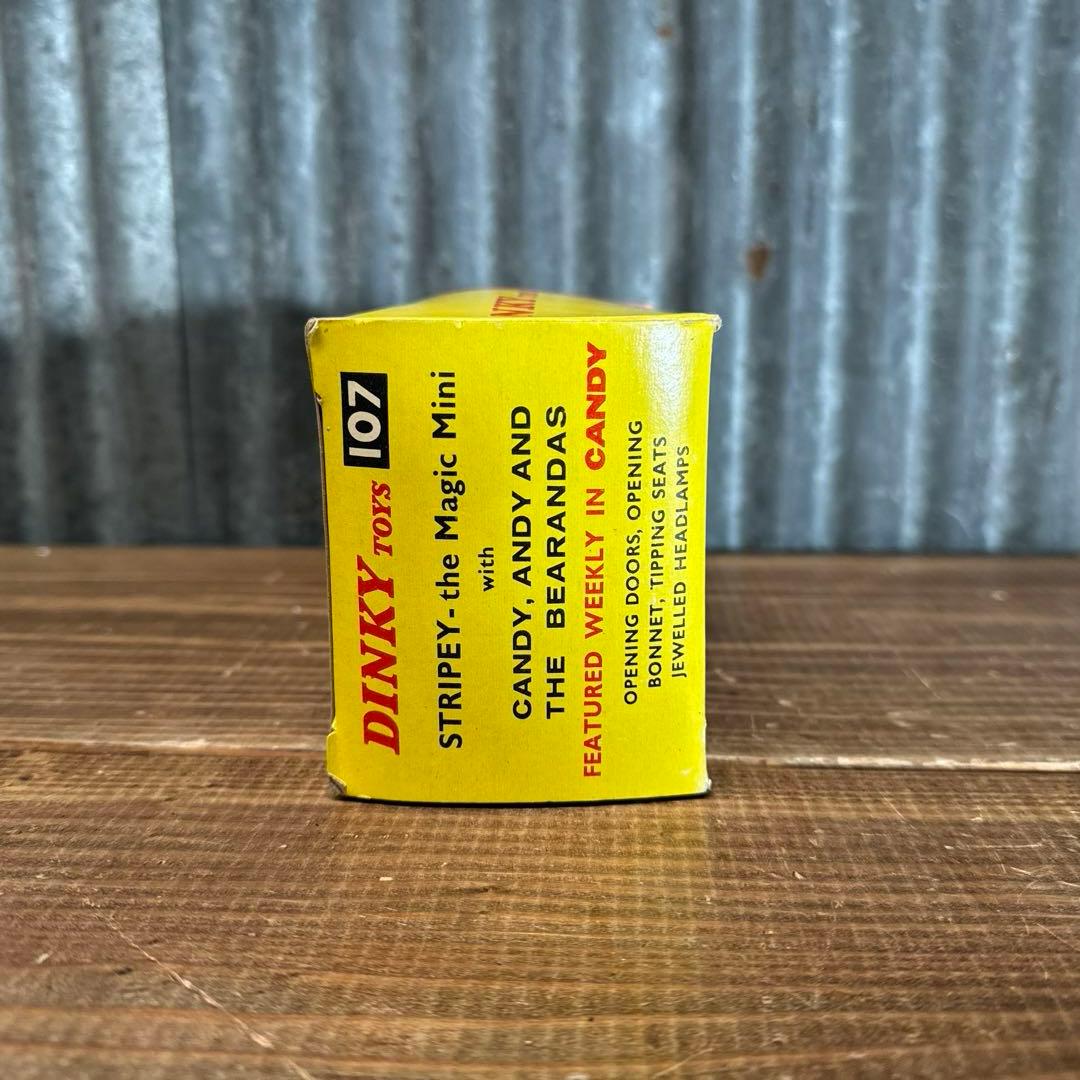 DINKY TOYS 107
STRIPEY - the Magic Mini
with
CANDY, ANDY AND
THE BEARANDAS
FEATURED WEEKLY IN CANDY
OPENING DOORS, OPENING
BONNET, TIPPING SEATS
JEWELLED HEADLAMPS